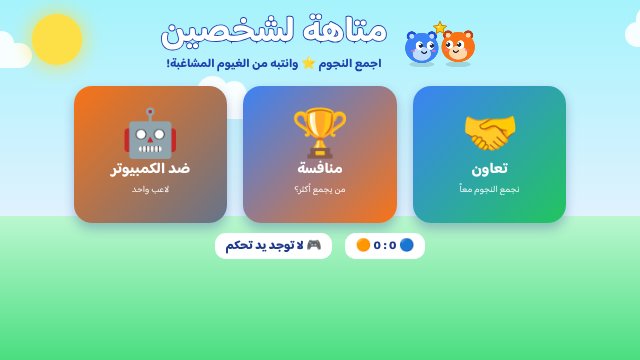 متاهة لشخصين
اجمع النجوم ⭐ وانتبه من الغيوم المشاغبة!
تعاون
نجمع النجوم معاً
منافسة
من يجمع أكثر؟
ضد الكمبيوتر
لاعب واحد
🔵 0 : 0 🟠
🎮 لا توجد يد تحكم